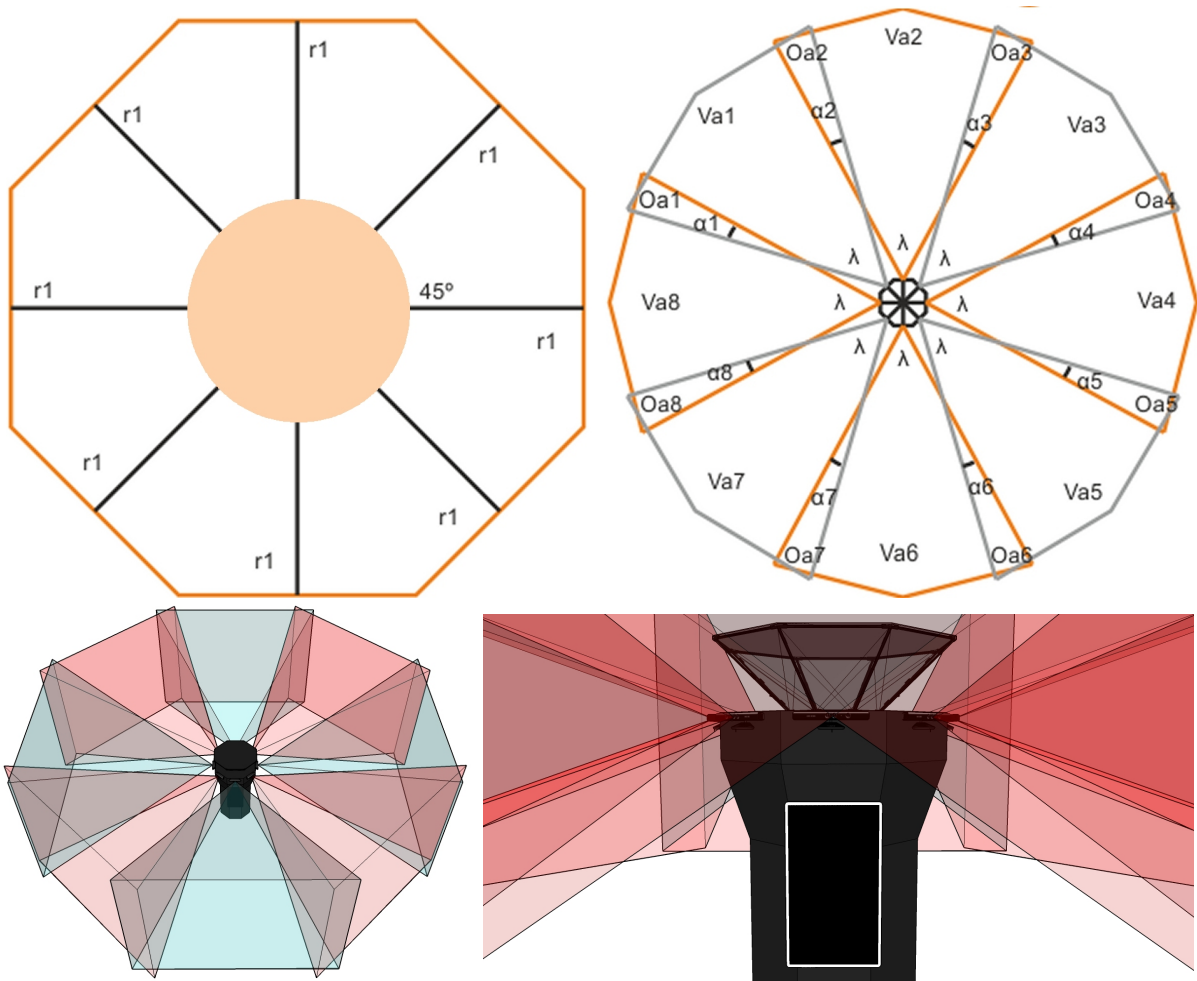 r1
r1
r1
r1
45º
r1
r1
r1
r1
Oa2
Va2
Oa3
Va1
α2
α3
Va3
Oa1
Oa4
α1
α4
λ
λ
λ
Va8
λ
λ
Va4
λ
λ
λ
α8
α5
Oa8
Oa5
Va7
α7
α6
Va5
Oa7
Va6
Oa6